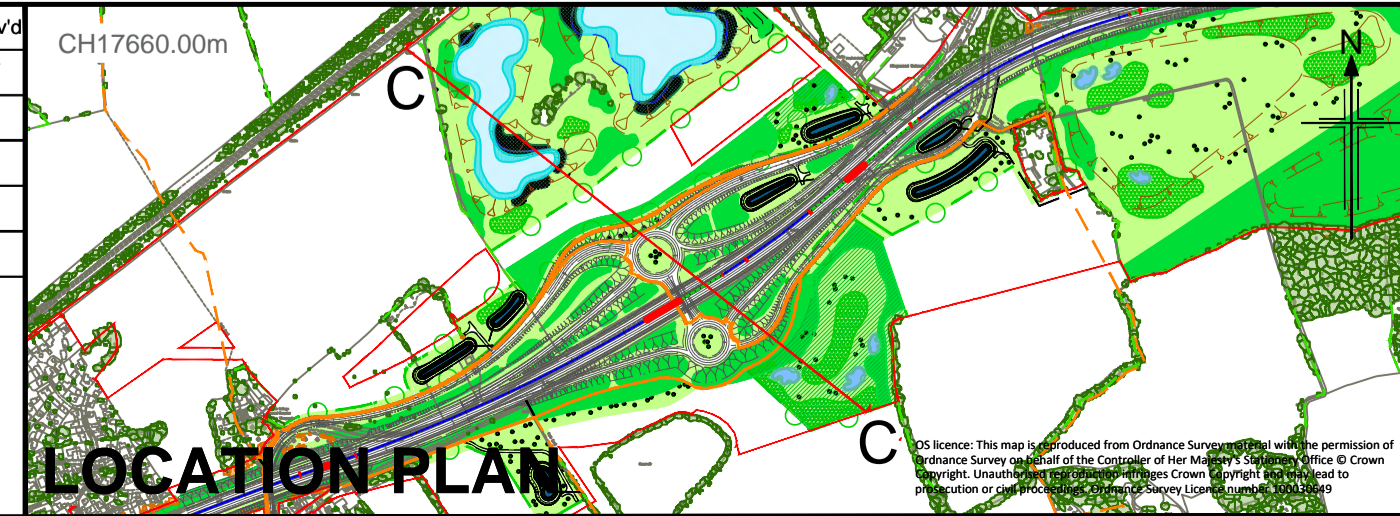 v'd
CH17660.00m
C
N
C
LOCATION PLAN
OS licence: This map is reproduced from Ordnance Survey material with the permission of
Ordnance Survey on behalf of the Controller of Her Majesty's Stationery Office © Crown
Copyright. Unauthorised reproduction infringes Crown Copyright and may lead to
prosecution or civil proceedings. Ordnance Survey Licence number 100030649